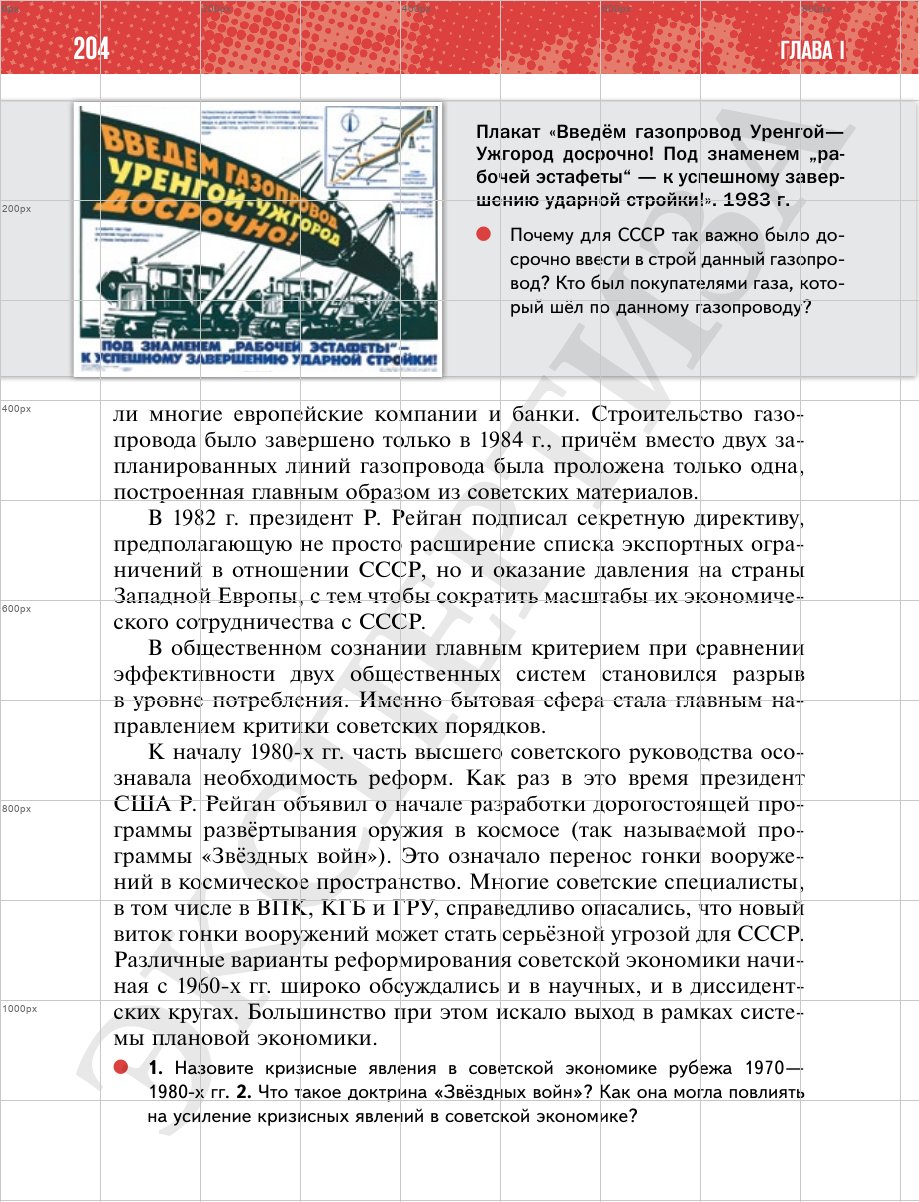 204
ГЛАВА I
ВВЕДЕМ ГАЗОПРОВОД
УРЕНГОЙ-УЖГОРОД
ДОСРОЧНО!
ПОД ЗНАМЕНЕМ „РАБОЧЕЙ ЭСТАФЕТЫ“ —
К УСПЕШНОМУ ЗАВЕРШЕНИЮ УДАРНОЙ СТРОЙКИ!
Плакат «Введём газопровод Уренгой—
Ужгород досрочно! Под знаменем „ра-
бочей эстафеты“ — к успешному завер-
шению ударной стройки!». 1983 г.
Почему для СССР так важно было до-
срочно ввести в строй данный газопро-
вод? Кто был покупателями газа, кото-
рый шёл по данному газопроводу?
ли многие европейские компании и банки. Строительство газо-
провода было завершено только в 1984 г., причём вместо двух за-
планированных линий газопровода была проложена только одна,
построенная главным образом из советских материалов.
В 1982 г. президент Р. Рейган подписал секретную директиву,
предполагающую не просто расширение списка экспортных огра-
ничений в отношении СССР, но и оказание давления на страны
Западной Европы, с тем чтобы сократить масштабы их экономиче-
ского сотрудничества с СССР.
В общественном сознании главным критерием при сравнении
эффективности двух общественных систем становился разрыв
в уровне потребления. Именно бытовая сфера стала главным на-
правлением критики советских порядков.
К началу 1980-х гг. часть высшего советского руководства осо-
знавала необходимость реформ. Как раз в это время президент
США Р. Рейган объявил о начале разработки дорогостоящей про-
граммы развёртывания оружия в космосе (так называемой про-
граммы «Звёздных войн»). Это означало перенос гонки вооруже-
ний в космическое пространство. Многие советские специалисты,
в том числе в ВПК, КГБ и ГРУ, справедливо опасались, что новый
виток гонки вооружений может стать серьёзной угрозой для СССР.
Различные варианты реформирования советской экономики начи-
ная с 1960-х гг. широко обсуждались и в научных, и в диссидент-
ских кругах. Большинство при этом искало выход в рамках систе-
мы плановой экономики.
1. Назовите кризисные явления в советской экономике рубежа 1970—
1980-х гг. 2. Что такое доктрина «Звёздных войн»? Как она могла повлиять
на усиление кризисных явлений в советской экономике?
ЭКСПЕРТИЗА
200px
400px
600px
800px
1000px